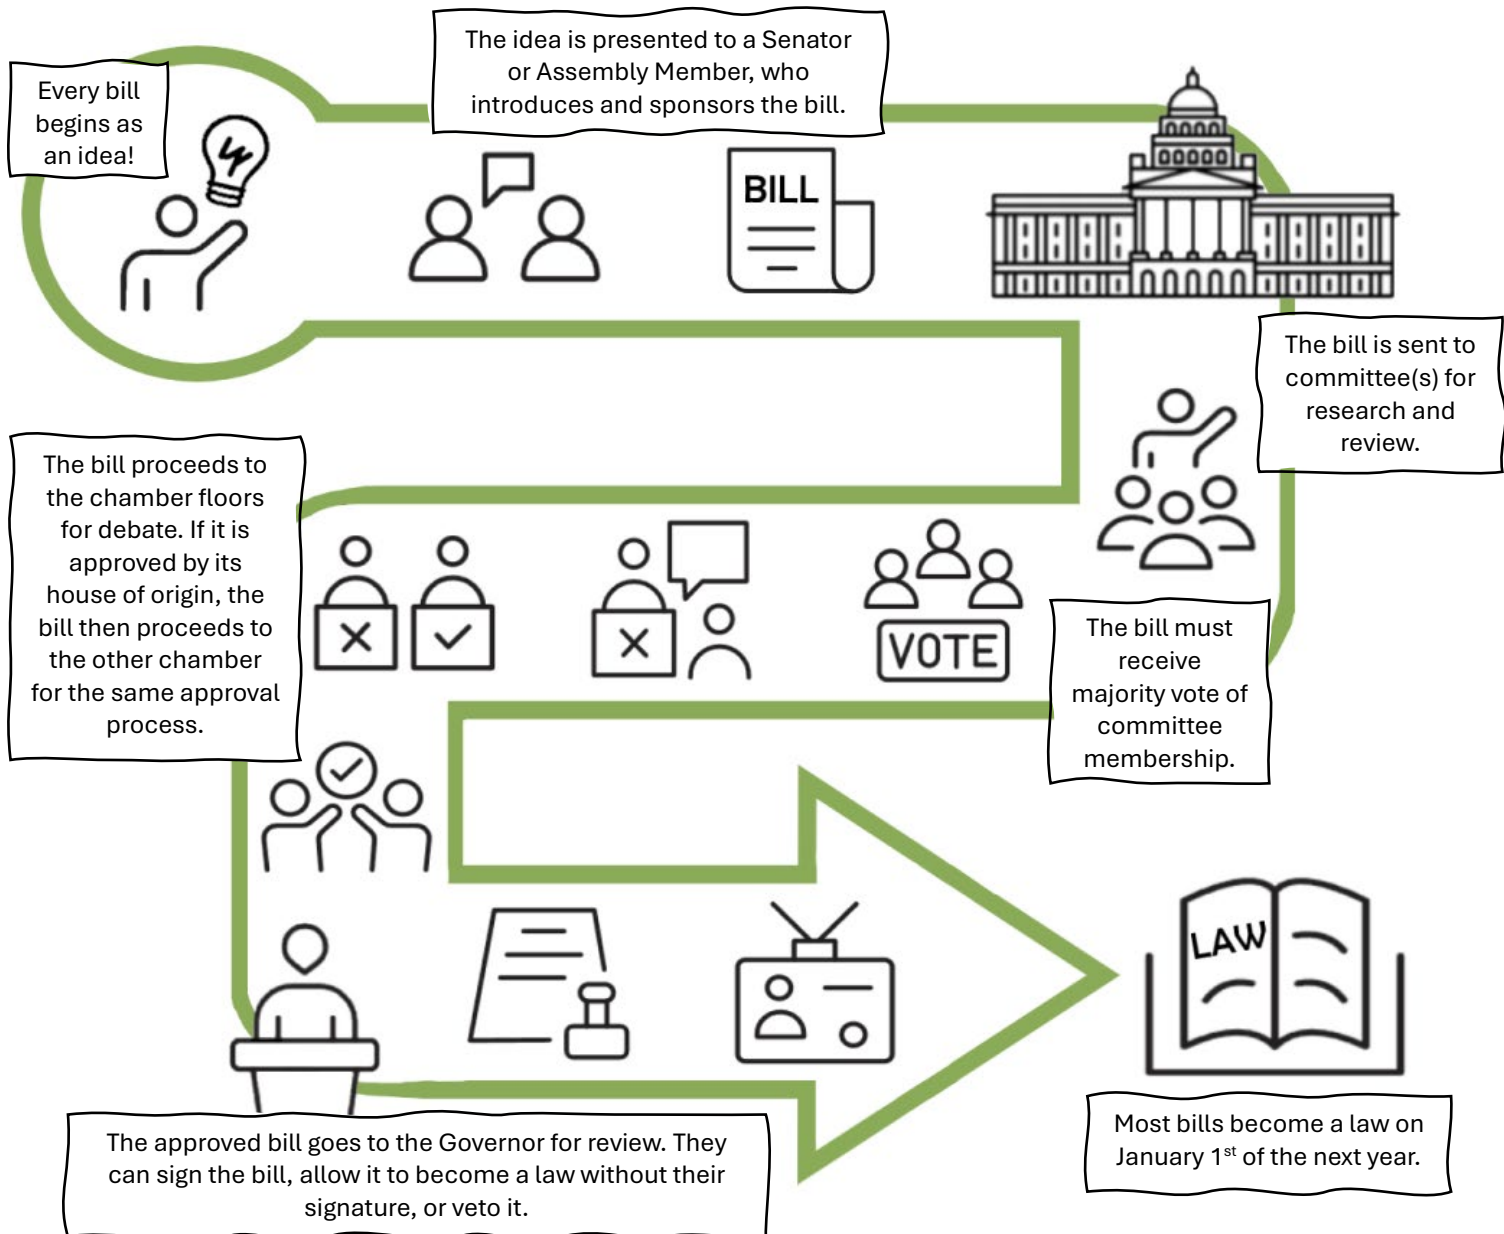 Every bill
begins as
an idea!
The idea is presented to a Senator
or Assembly Member, who
introduces and sponsors the bill.
BILL
The bill is sent to
committee(s) for
research and
review.
The bill must
receive
majority vote of
committee
membership.
VOTE
The bill proceeds to
the chamber floors
for debate. If it is
approved by its
house of origin, the
bill then proceeds to
the other chamber
for the same approval
process.
The approved bill goes to the Governor for review. They
can sign the bill, allow it to become a law without their
signature, or veto it.
LAW
Most bills become a law on
January 1st of the next year.